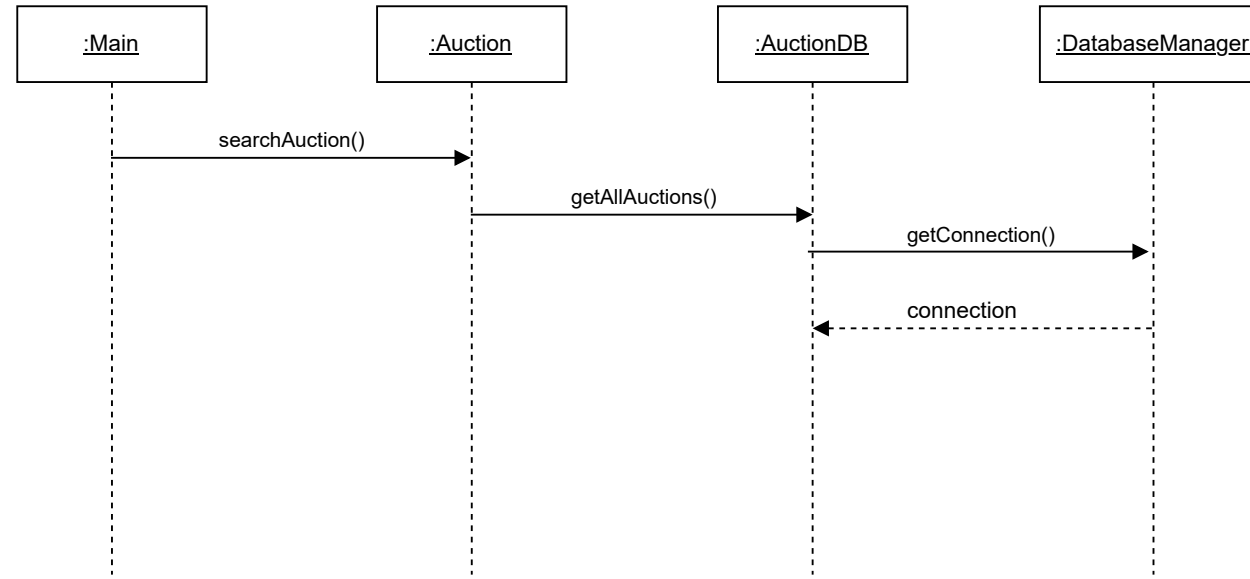 :Main
:Auction
:AuctionDB
:DatabaseManager
searchAuction()
getAllAuctions()
getConnection()
connection